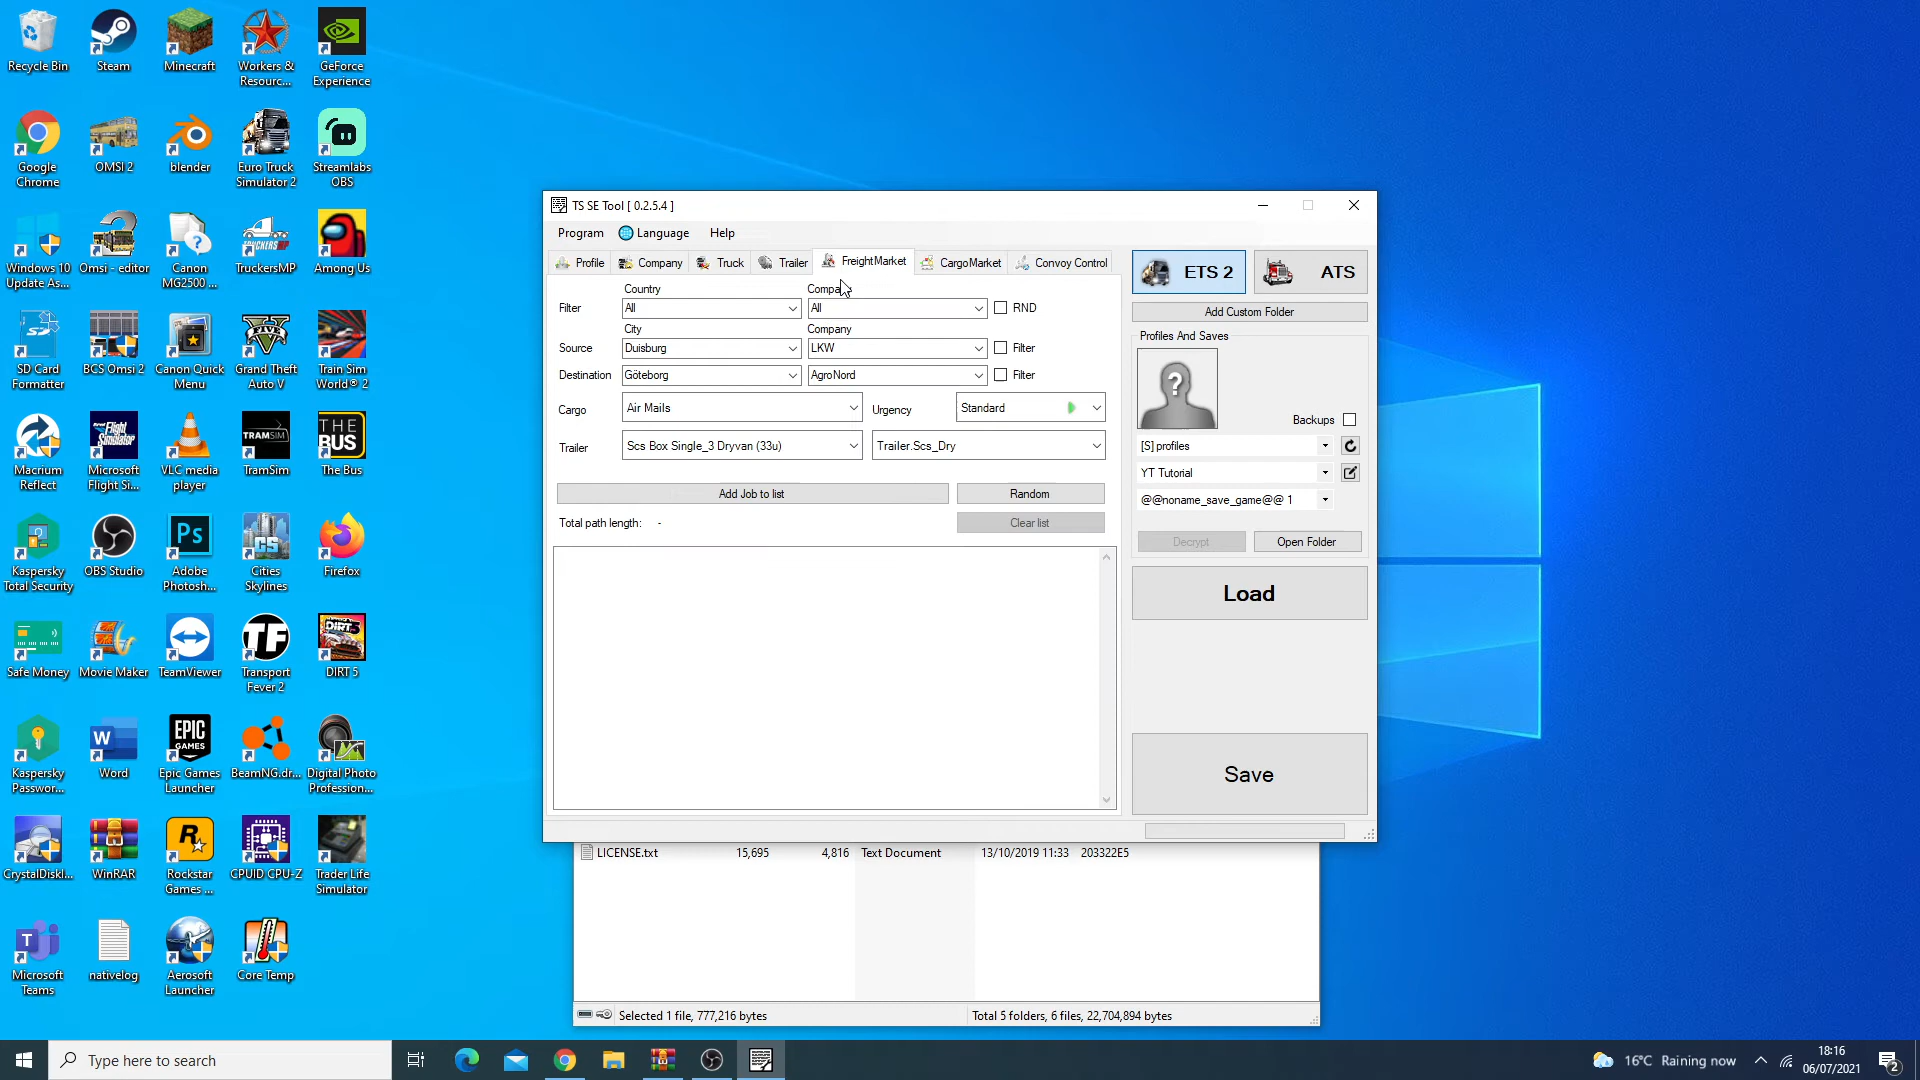 Recycle Bin
Steam
Minecraft
Workers &
Resourc...
GeForce
Experience
Google
Chrome
OMSI 2
blender
Euro Truck
Simulator 2
Streamlabs
OBS
Windows 10
Update As...
Omsi - editor
Canon
MG2500 ...
TruckersMP
Among Us
SD Card
Formatter
BCS Omsi 2
Canon Quick
Menu
Grand Theft
Auto V
Train Sim
World® 2
Macrium
Reflect
Microsoft
Flight Si...
VLC media
player
TramSim
The Bus
Kaspersky
Total Security
OBS Studio
Adobe
Photosh...
Cities
Skylines
Firefox
Safe Money
Movie Maker
TeamViewer
Transport
Fever 2
DIRT 5
Kaspersky
Passwor...
Word
Epic Games
Launcher
BeamNG.dr...
Digital Photo
Profession...
CrystalDiskI...
WinRAR
Rockstar
Games ...
CPUID CPU-Z
Trader Life
Simulator
Microsoft
Teams
nativelog
Aerosoft
Launcher
Core Temp
TS SE Tool [ 0.2.5.4 ]
Program Language Help
Profile Company Truck Trailer FreightMarket CargoMarket Convoy Control
Country Company
Filter All All RND
City Company
Source Duisburg LKW Filter
Destination Göteborg AgroNord Filter
Cargo Air Mails Urgency Standard
Trailer Scs Box Single_3 Dryvan (33u) Trailer.Scs_Dry
Add Job to list Random
Total path length: - Clear list
ETS 2 ATS
Add Custom Folder
Profiles And Saves
Backups
[S] profiles
YT Tutorial
@@noname_save_game@@ 1
Decrypt Open Folder
Load
Save
LICENSE.txt 15,695 4,816 Text Document 13/10/2019 11:33 203322E5
Selected 1 file, 777,216 bytes Total 5 folders, 6 files, 22,704,894 bytes
Type here to search
16°C Raining now
18:16
06/07/2021
2